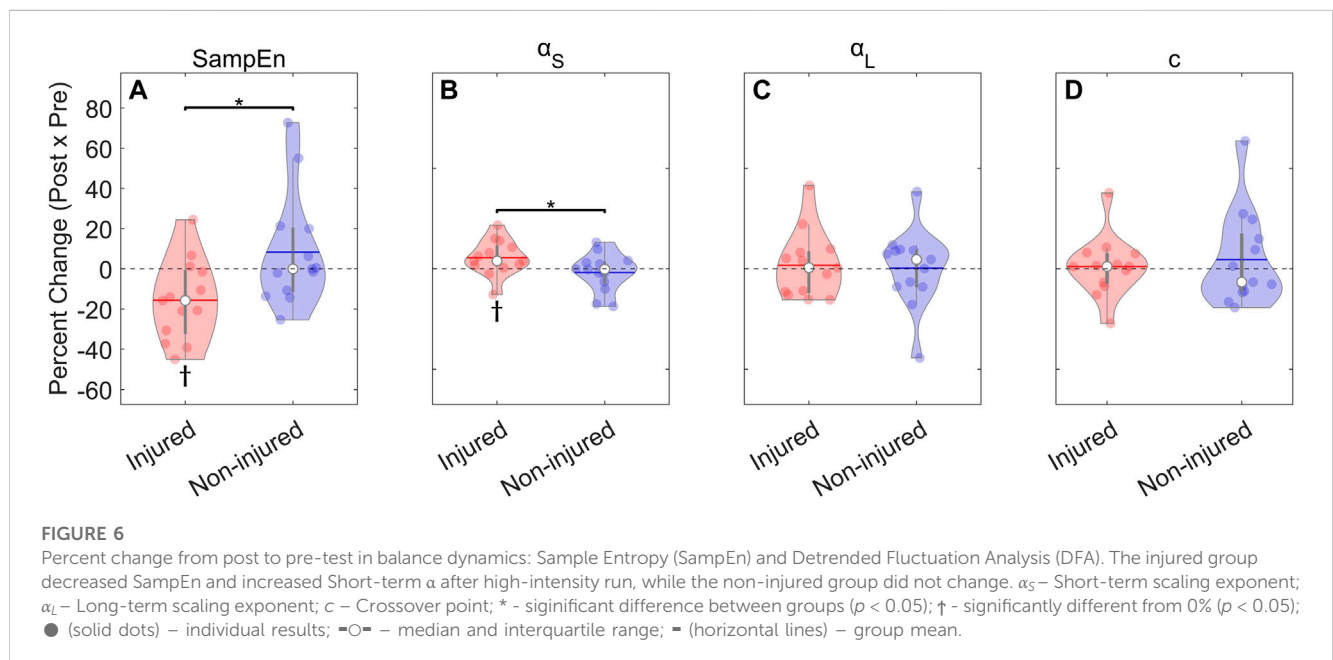 SampEn
αS
αL
c
A
B
C
D
*
*
Percent Change (Post x Pre)
80
60
40
20
0
-20
-40
-60
†
†
Injured
Non-injured
Injured
Non-injured
Injured
Non-injured
Injured
Non-injured
FIGURE 6
Percent change from post to pre-test in balance dynamics: Sample Entropy (SampEn) and Detrended Fluctuation Analysis (DFA). The injured group
decreased SampEn and increased Short-term α after high-intensity run, while the non-injured group did not change. αS – Short-term scaling exponent;
αL – Long-term scaling exponent; c – Crossover point; * - siginificant difference between groups (p < 0.05); † - significantly different from 0% (p < 0.05);
● (solid dots) – individual results; -O- – median and interquartile range; - (horizontal lines) – group mean.